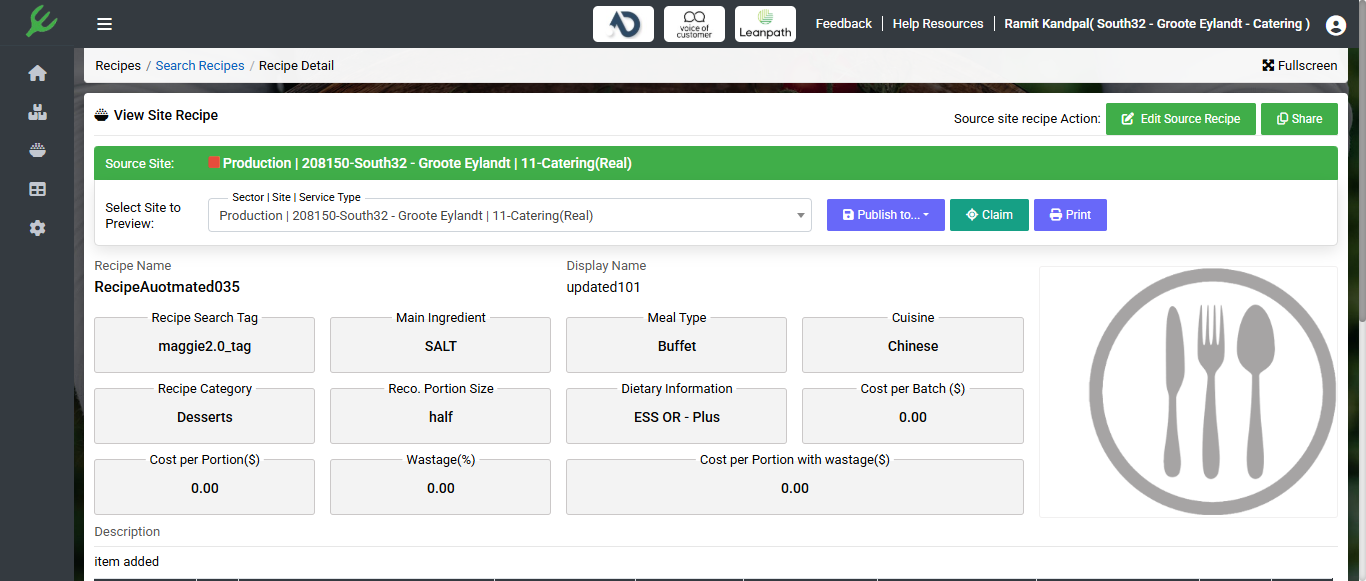 voice of
customer
Leanpath
Feedback
Help Resources
Ramit Kandpal( South32 - Groote Eylandt - Catering )
Recipes / Search Recipes / Recipe Detail
Fullscreen
View Site Recipe
Source site recipe Action:
Edit Source Recipe
Share
Source Site:
Production | 208150-South32 - Groote Eylandt | 11-Catering(Real)
Select Site to
Preview:
Sector | Site | Service Type
Production | 208150-South32 - Groote Eylandt | 11-Catering(Real)
Publish to...
Claim
Print
Recipe Name
RecipeAuotmated035
Display Name
updated101
Recipe Search Tag
maggie2.0_tag
Main Ingredient
SALT
Meal Type
Buffet
Cuisine
Chinese
Recipe Category
Desserts
Reco. Portion Size
half
Dietary Information
ESS OR - Plus
Cost per Batch ($)
0.00
Cost per Portion($)
0.00
Wastage(%)
0.00
Cost per Portion with wastage($)
0.00
Description
item added